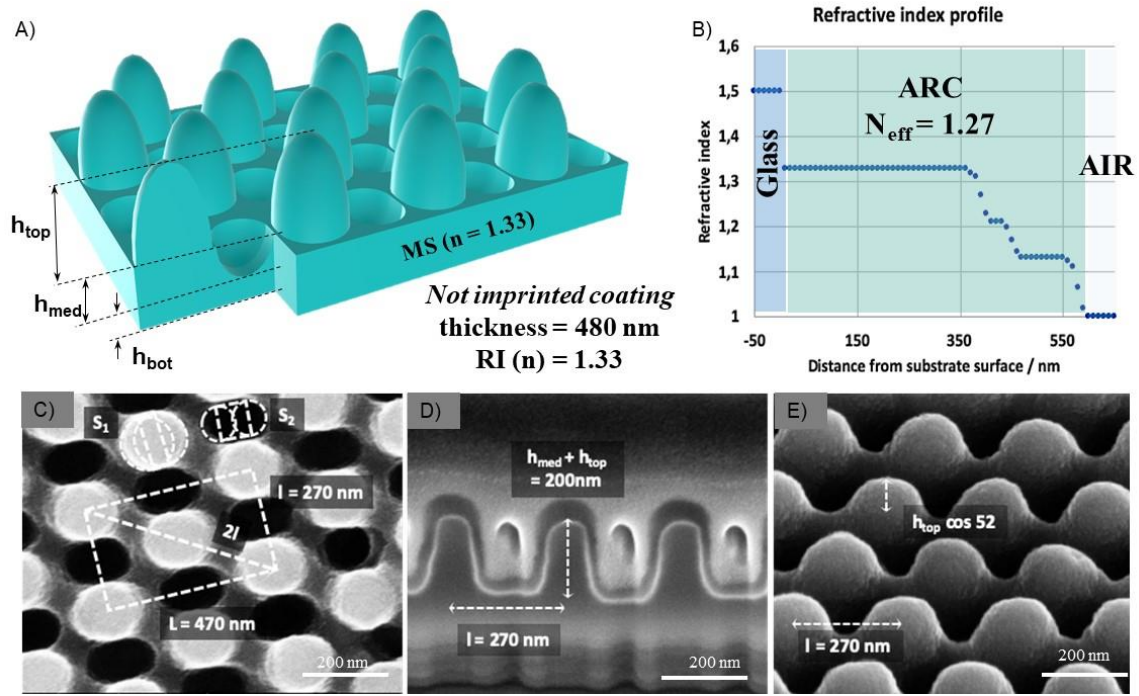 A)
h_top
h_med
h_bot
MS (n = 1.33)
Not imprinted coating
thickness = 480 nm
RI (n) = 1.33
B)
Refractive index profile
1,6
1,5
1,4
1,3
1,2
1,1
1
Refractive index
Glass
ARC
N_eff = 1.27
AIR
-50
150
350
550
Distance from substrate surface / nm
C)
S_1
S_2
l = 270 nm
2l
L = 470 nm
200 nm
D)
h_med + h_top
= 200nm
l = 270 nm
200 nm
E)
h_top cos 52
l = 270 nm
200 nm